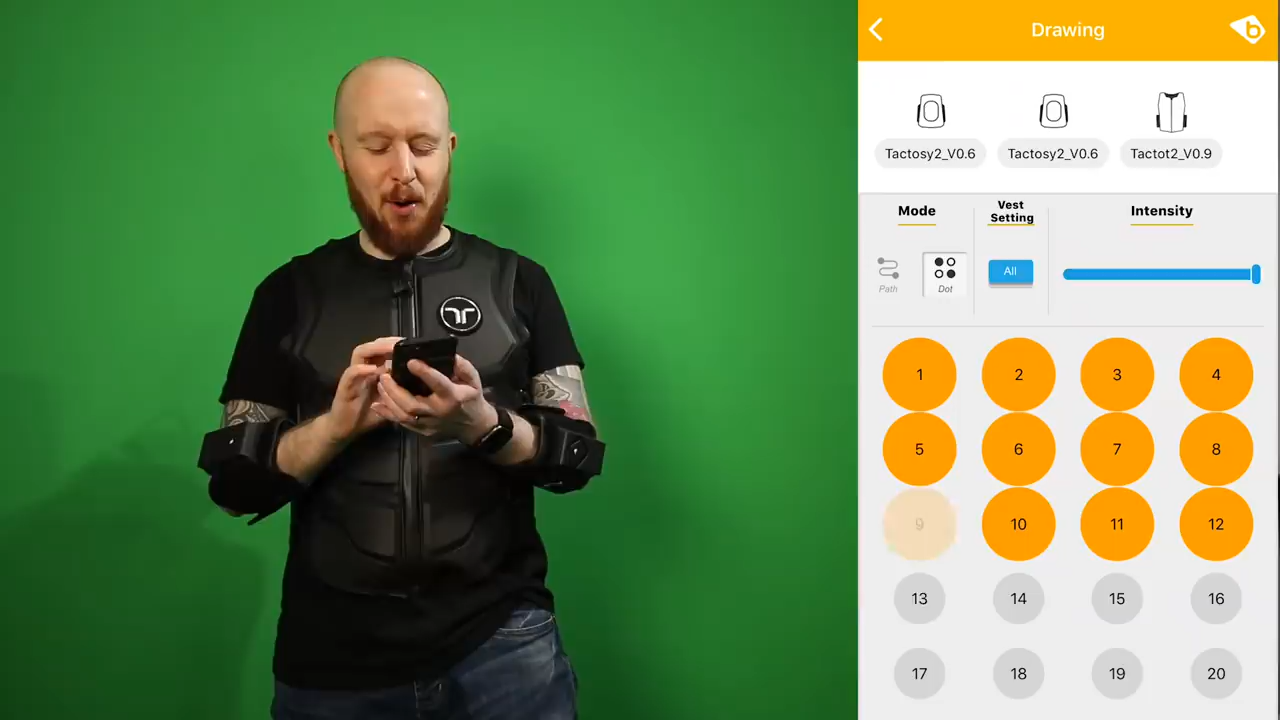 Drawing
Tactosy2_V0.6
Tactosy2_V0.6
Tactot2_V0.9
Mode
Vest
Setting
Intensity
Path
Dot
All
1 2 3 4
5 6 7 8
9 10 11 12
13 14 15 16
17 18 19 20